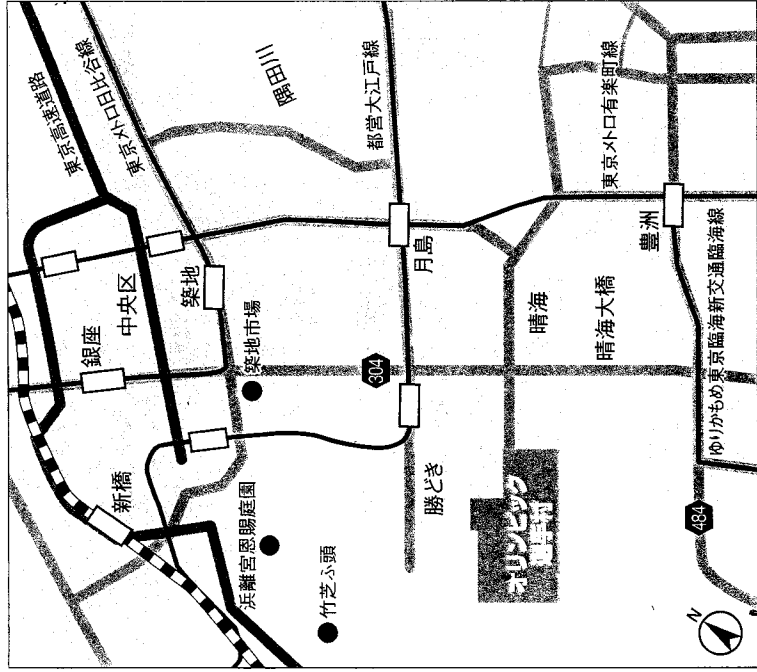 東京高速道路
東京メトロ日比谷線
隅田川
都営大江戸線
東京メトロ有楽町線
銀座
中央区
築地
月島
豊洲
新橋
築地市場
304
晴海
晴海大橋
ゆりかもめ東京臨海新交通臨海線
浜離宮恩賜庭園
勝どき
竹芝ふ頭
オリンピック
選手村
484
N